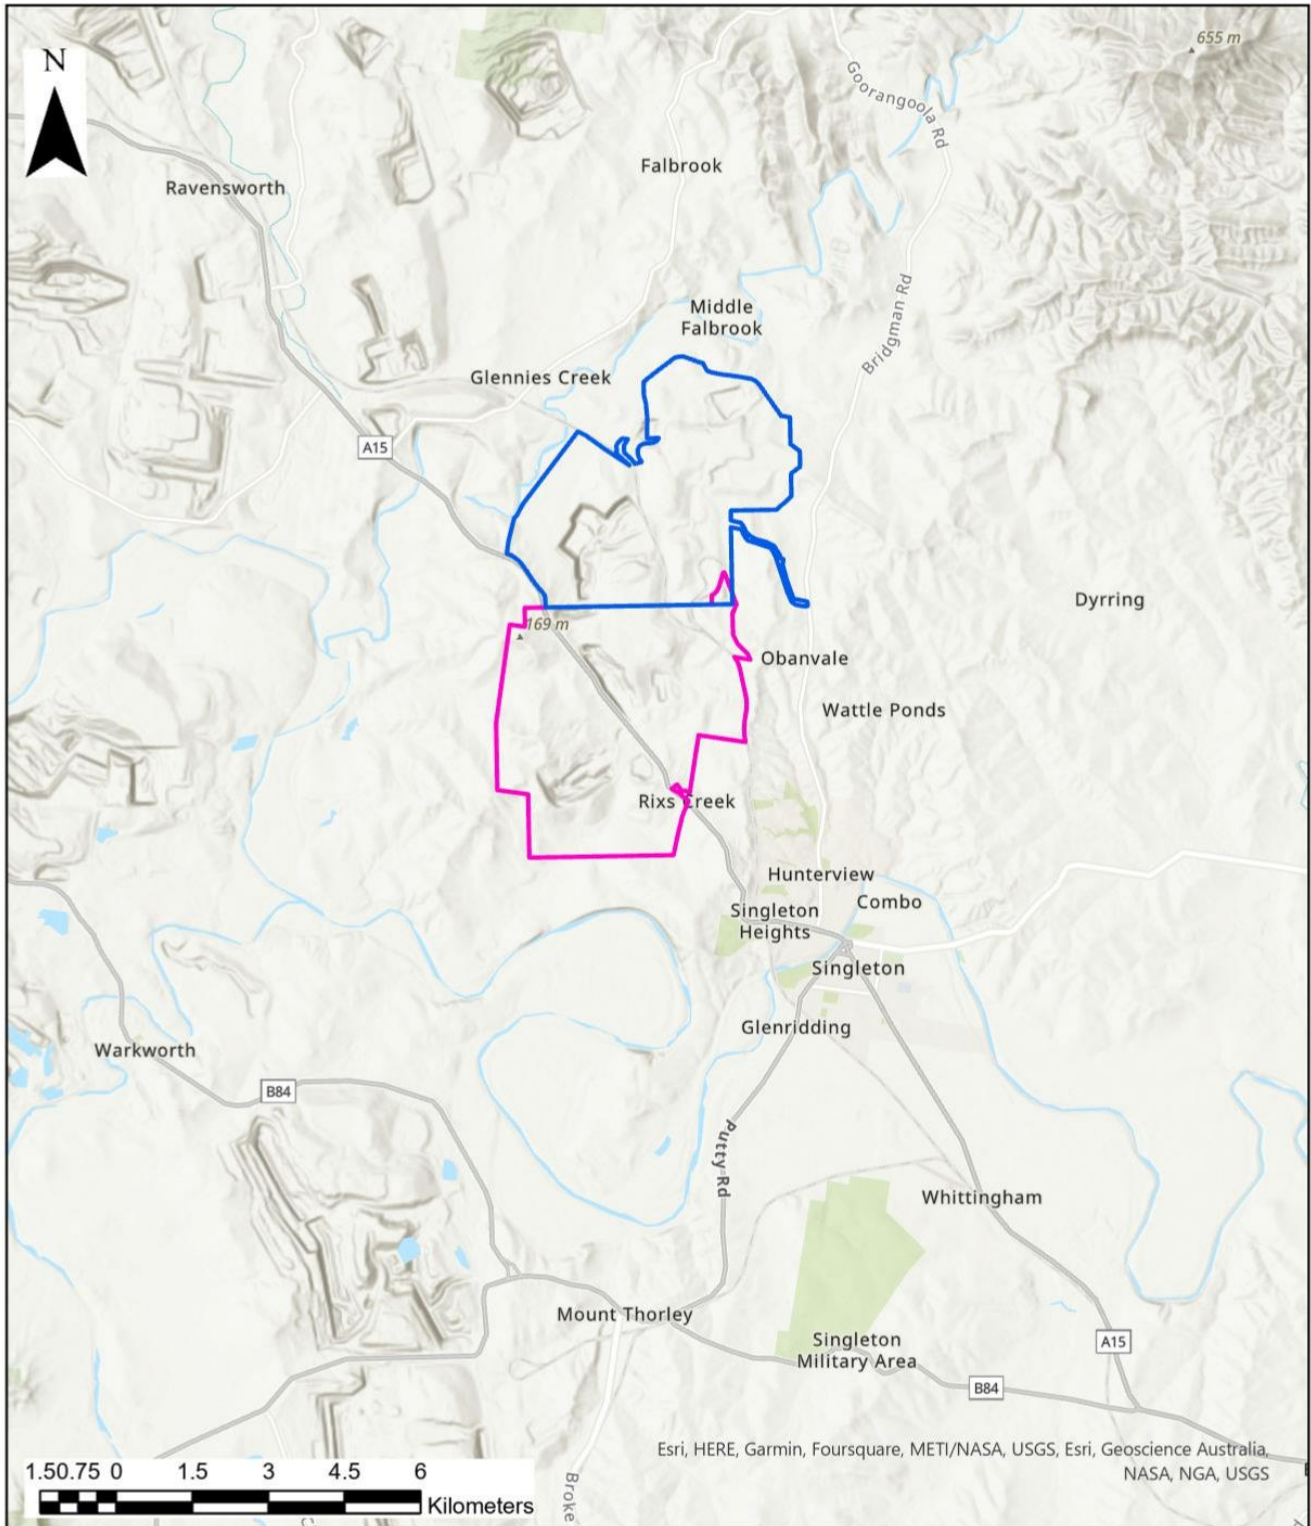 655 m
N
Goorangoola Rd
Falbrook
Ravensworth
Bridgman Rd
Middle
Falbrook
Glennies Creek
A15
Dyrring
169 m
Obanvale
Wattle Ponds
Rixs Creek
Hunterview
Combo
Singleton
Heights
Singleton
Glenridding
Warkworth
B84
Putty Rd
Whittingham
Mount Thorley
Singleton
Military Area
A15
B84
Esri, HERE, Garmin, Foursquare, METI/NASA, USGS, Esri, Geoscience Australia,
NASA, NGA, USGS
1.50.75 0 1.5 3 4.5 6
Kilometers
Broke